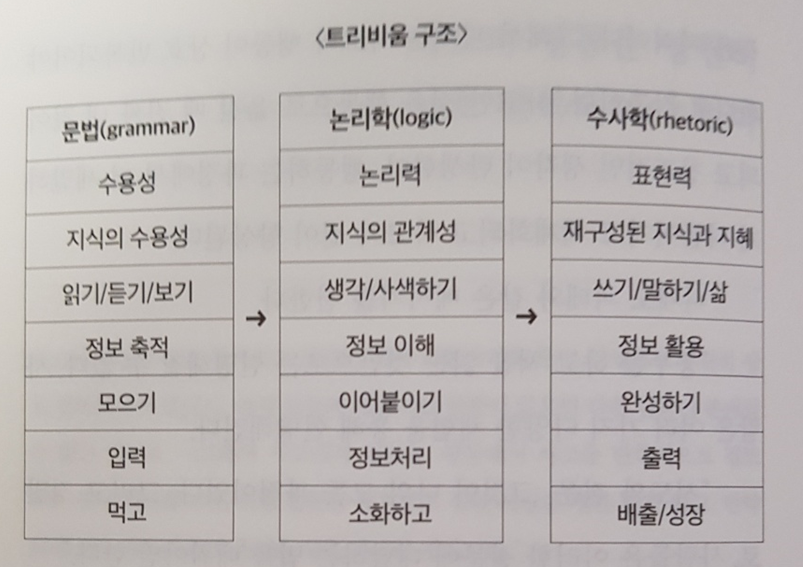 〈트리비움 구조〉
문법(grammar) 논리학(logic) 수사학(rhetoric)
수용성 논리력 표현력
지식의 수용성 지식의 관계성 재구성된 지식과 지혜
읽기/듣기/보기 생각/사색하기 쓰기/말하기/삶
→ →
정보 축적 정보 이해 정보 활용
모으기 이어붙이기 완성하기
입력 정보처리 출력
먹고 소화하고 배출/성장